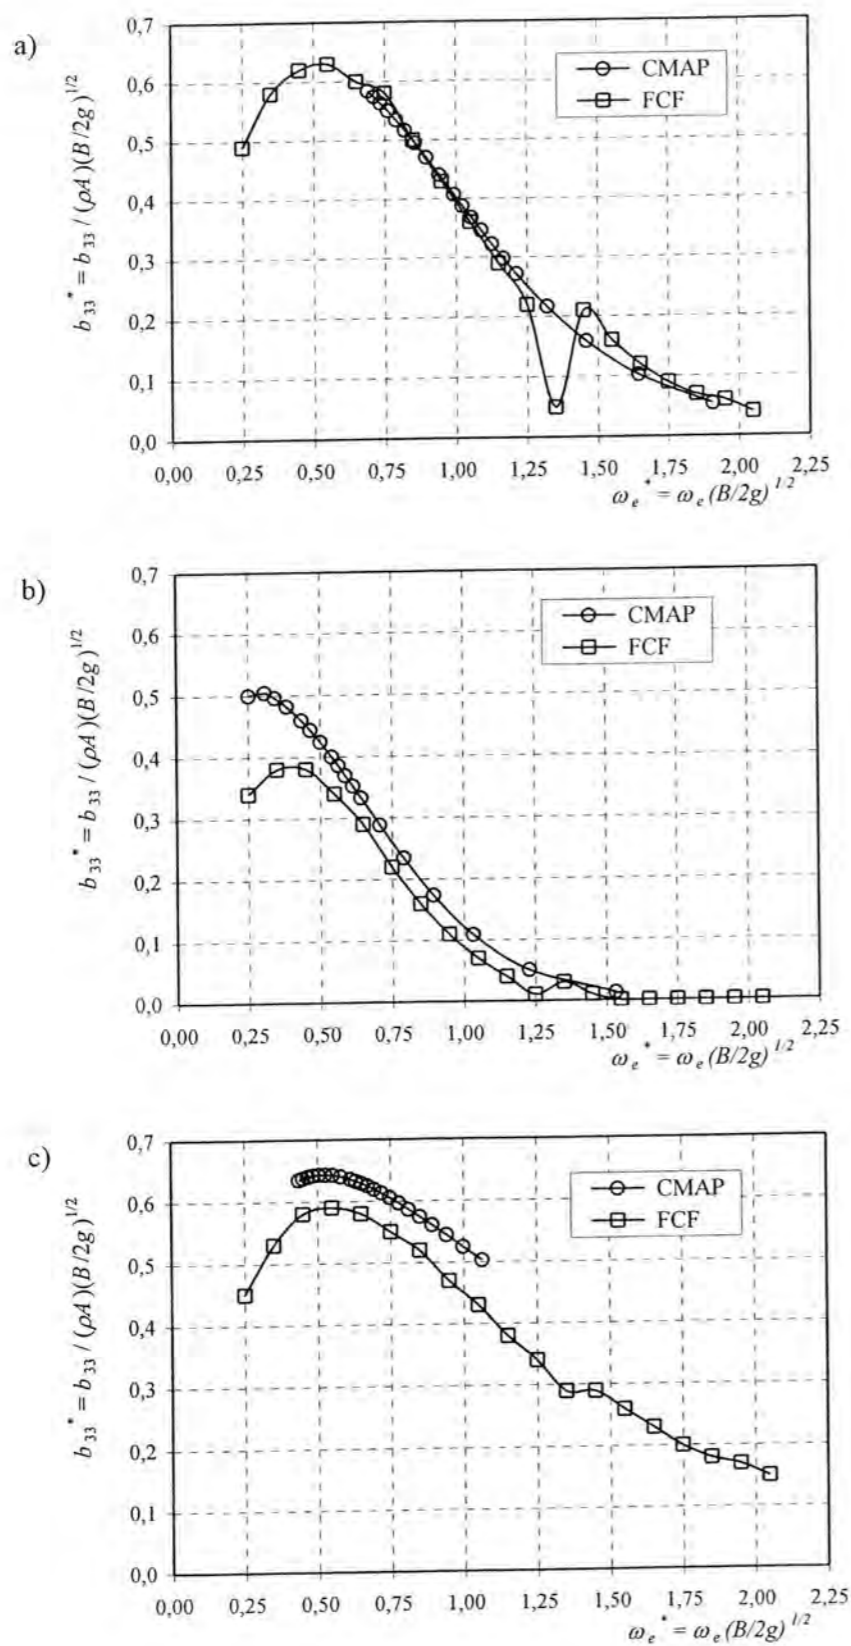 a)
b₃₃* = b₃₃ / (ρA)(B/2g)^1/2
0,7
0,6
0,5
0,4
0,3
0,2
0,1
0,0
CMAP
FCF
0,00 0,25 0,50 0,75 1,00 1,25 1,50 1,75 2,00 2,25
ωₑ* = ωₑ(B/2g)^1/2
b)
b₃₃* = b₃₃ / (ρA)(B/2g)^1/2
0,7
0,6
0,5
0,4
0,3
0,2
0,1
0,0
CMAP
FCF
0,00 0,25 0,50 0,75 1,00 1,25 1,50 1,75 2,00 2,25
ωₑ* = ωₑ(B/2g)^1/2
c)
b₃₃* = b₃₃ / (ρA)(B/2g)^1/2
0,7
0,6
0,5
0,4
0,3
0,2
0,1
0,0
CMAP
FCF
0,00 0,25 0,50 0,75 1,00 1,25 1,50 1,75 2,00 2,25
ωₑ* = ωₑ(B/2g)^1/2